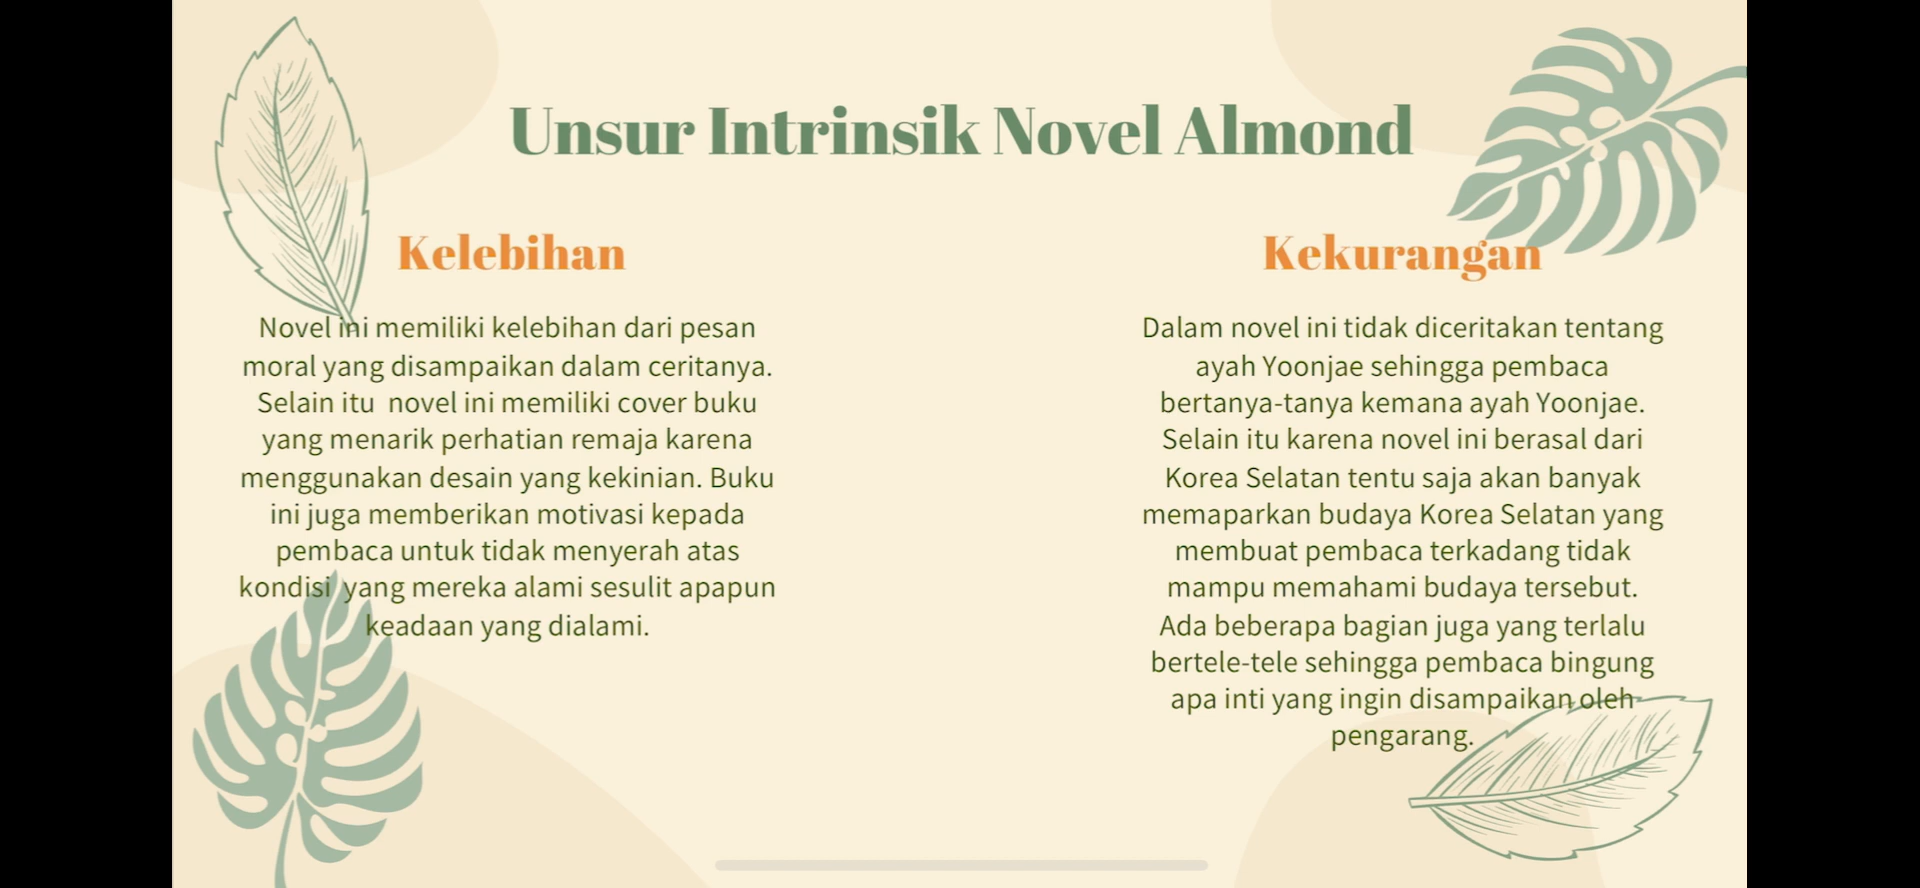 Unsur Intrinsik Novel Almond
Kelebihan
Novel ini memiliki kelebihan dari pesan
moral yang disampaikan dalam ceritanya.
Selain itu  novel ini memiliki cover buku
yang menarik perhatian remaja karena
menggunakan desain yang kekinian. Buku
ini juga memberikan motivasi kepada
pembaca untuk tidak menyerah atas
kondisi  yang mereka alami sesulit apapun
keadaan yang dialami.
Kekurangan
Dalam novel ini tidak diceritakan tentang
ayah Yoonjae sehingga pembaca
bertanya-tanya kemana ayah Yoonjae.
Selain itu karena novel ini berasal dari
Korea Selatan tentu saja akan banyak
memaparkan budaya Korea Selatan yang
membuat pembaca terkadang tidak
mampu memahami budaya tersebut.
Ada beberapa bagian juga yang terlalu
bertele-tele sehingga pembaca bingung
apa inti yang ingin disampaikan oleh
pengarang.